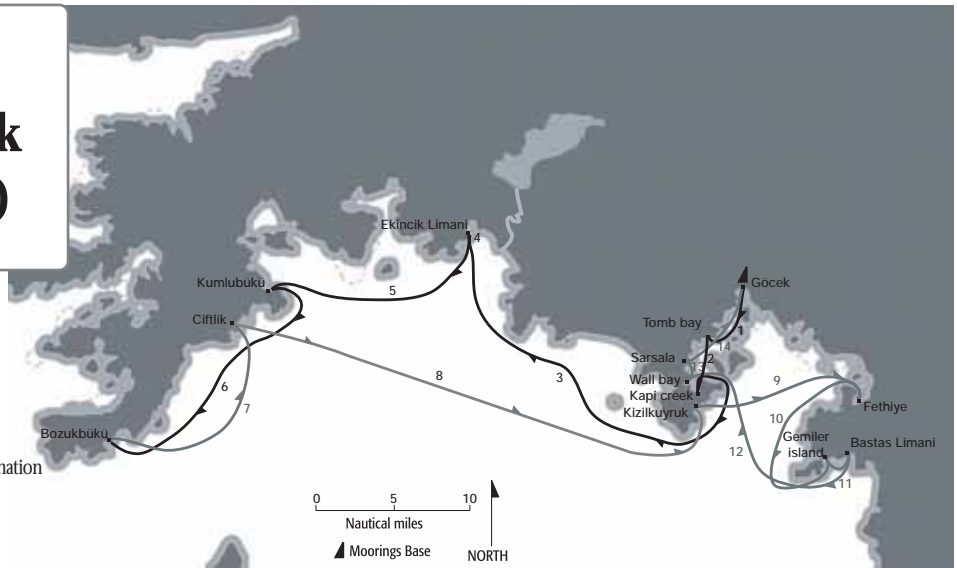 k
)
nation
Ekincik Limani
4
Kumlubükü
5
Ciftlik
Göcek
Tomb bay
1
14
Sarsala
13
2
Wall bay
Kapi creek
Kizilkuyruk
3
8
6
7
9
Fethiye
10
Bozukbükü
Gemiler
island
Bastas Limani
12
11
0 5 10
Nautical miles
Moorings Base
NORTH